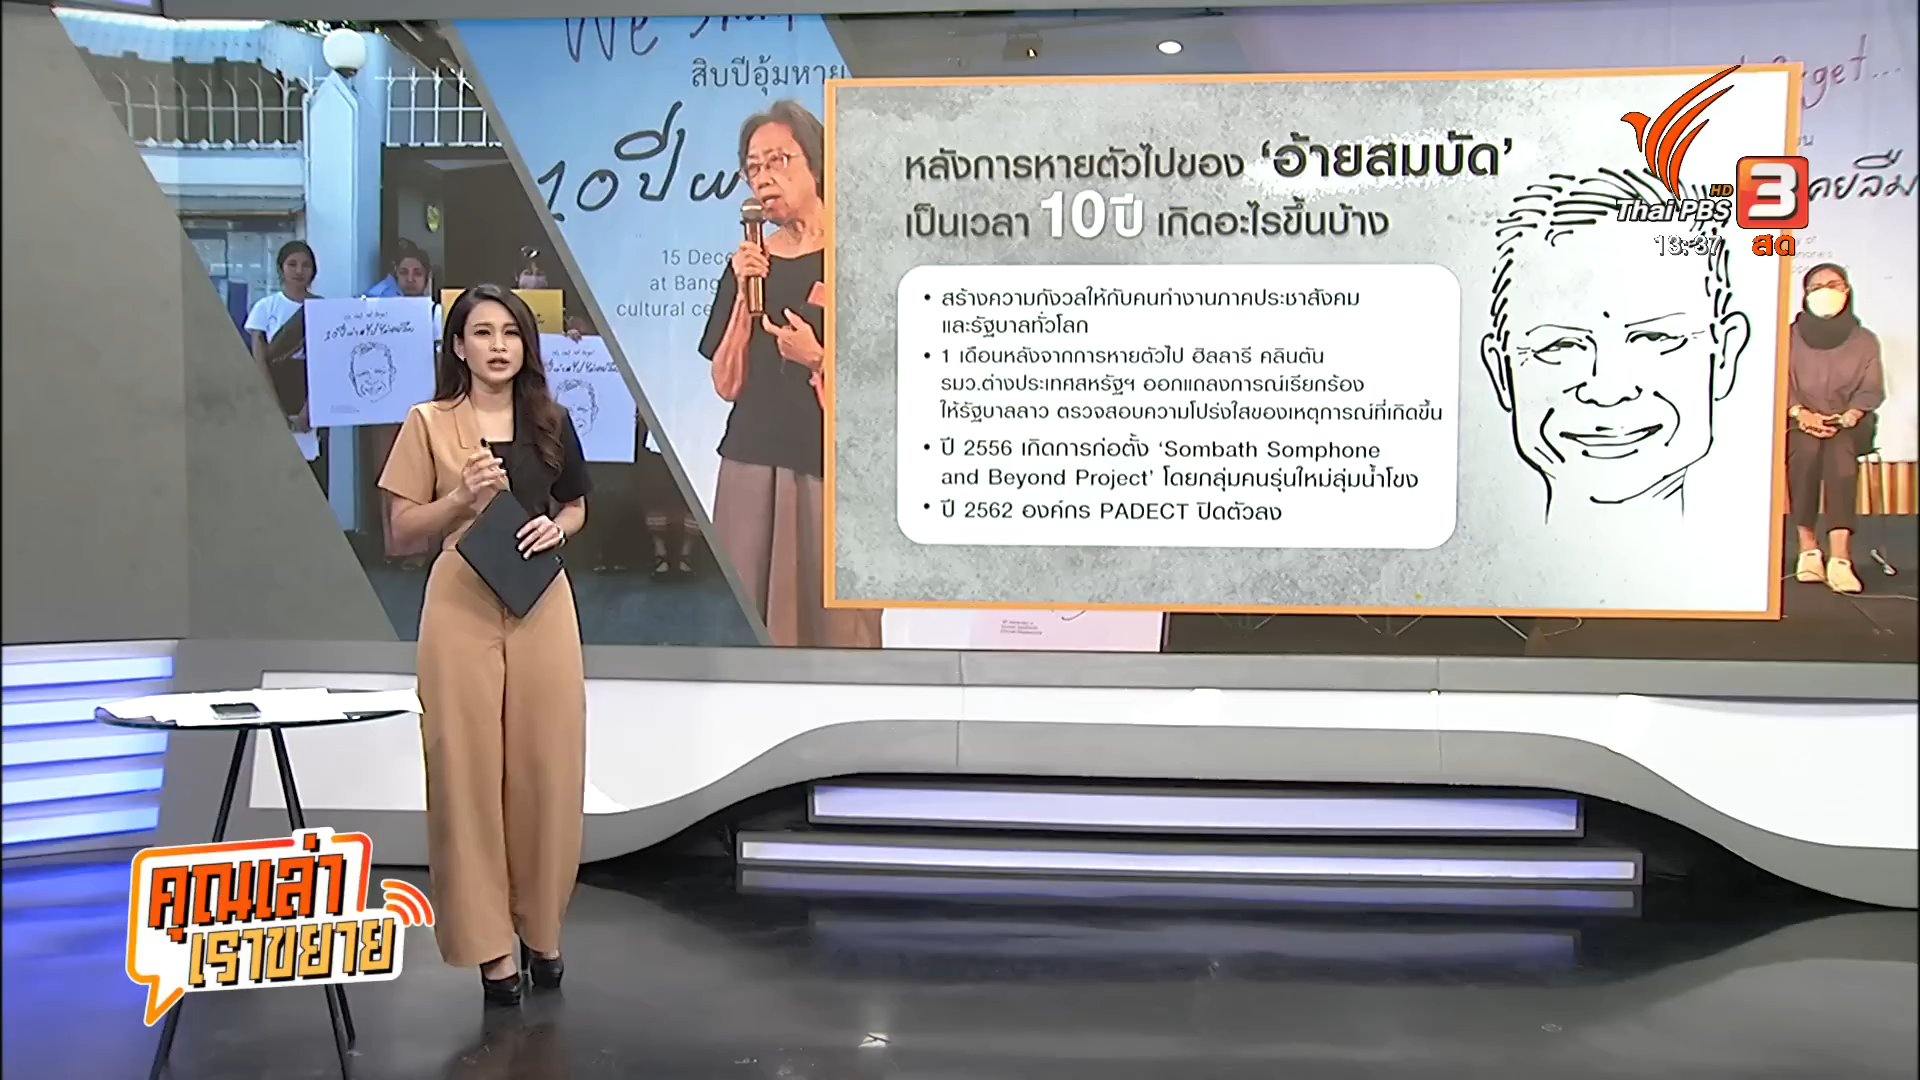 สิบปีอุ้มหาย
10ปี
15 Dece
at Bang
cultural ce
หลังการหายตัวไปของ ‘อ้ายสมบัด’
เป็นเวลา 10ปี เกิดอะไรขึ้นบ้าง
• สร้างความกังวลให้กับคนทำงานภาคประชาสังคม
และรัฐบาลทั่วโลก
• 1 เดือนหลังจากการหายตัวไป ฮิลลารี คลินตัน
รมว.ต่างประเทศสหรัฐฯ ออกแถลงการณ์เรียกร้อง
ให้รัฐบาลลาว ตรวจสอบความโปร่งใสของเหตุการณ์ที่เกิดขึ้น
• ปี 2556 เกิดการก่อตั้ง ‘Sombath Somphone
and Beyond Project’ โดยกลุ่มคนรุ่นใหม่ลุ่มน้ำโขง
• ปี 2562 องค์กร PADECT ปิดตัวลง
Thai PBS HD 3
13:37 สด
คยลืม
คุณเล่า
เราขยาย